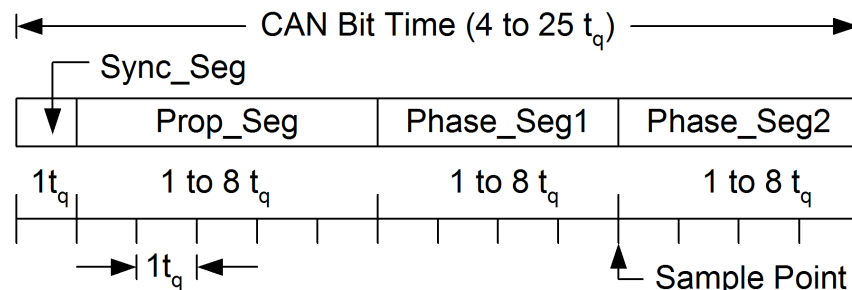 CAN Bit Time (4 to 25 tq)
Sync_Seg
Prop_Seg Phase_Seg1 Phase_Seg2
1tq 1 to 8 tq 1 to 8 tq 1 to 8 tq
1tq Sample Point